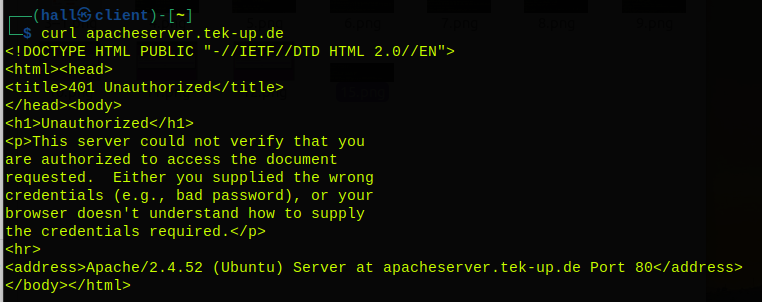 ┌──(hall㉿client)-[~]
└─$ curl apacheserver.tek-up.de
<!DOCTYPE HTML PUBLIC "-//IETF//DTD HTML 2.0//EN">
<html><head>
<title>401 Unauthorized</title>
</head><body>
<h1>Unauthorized</h1>
<p>This server could not verify that you
are authorized to access the document
requested.  Either you supplied the wrong
credentials (e.g., bad password), or your
browser doesn't understand how to supply
the credentials required.</p>
<hr>
<address>Apache/2.4.52 (Ubuntu) Server at apacheserver.tek-up.de Port 80</address>
</body></html>